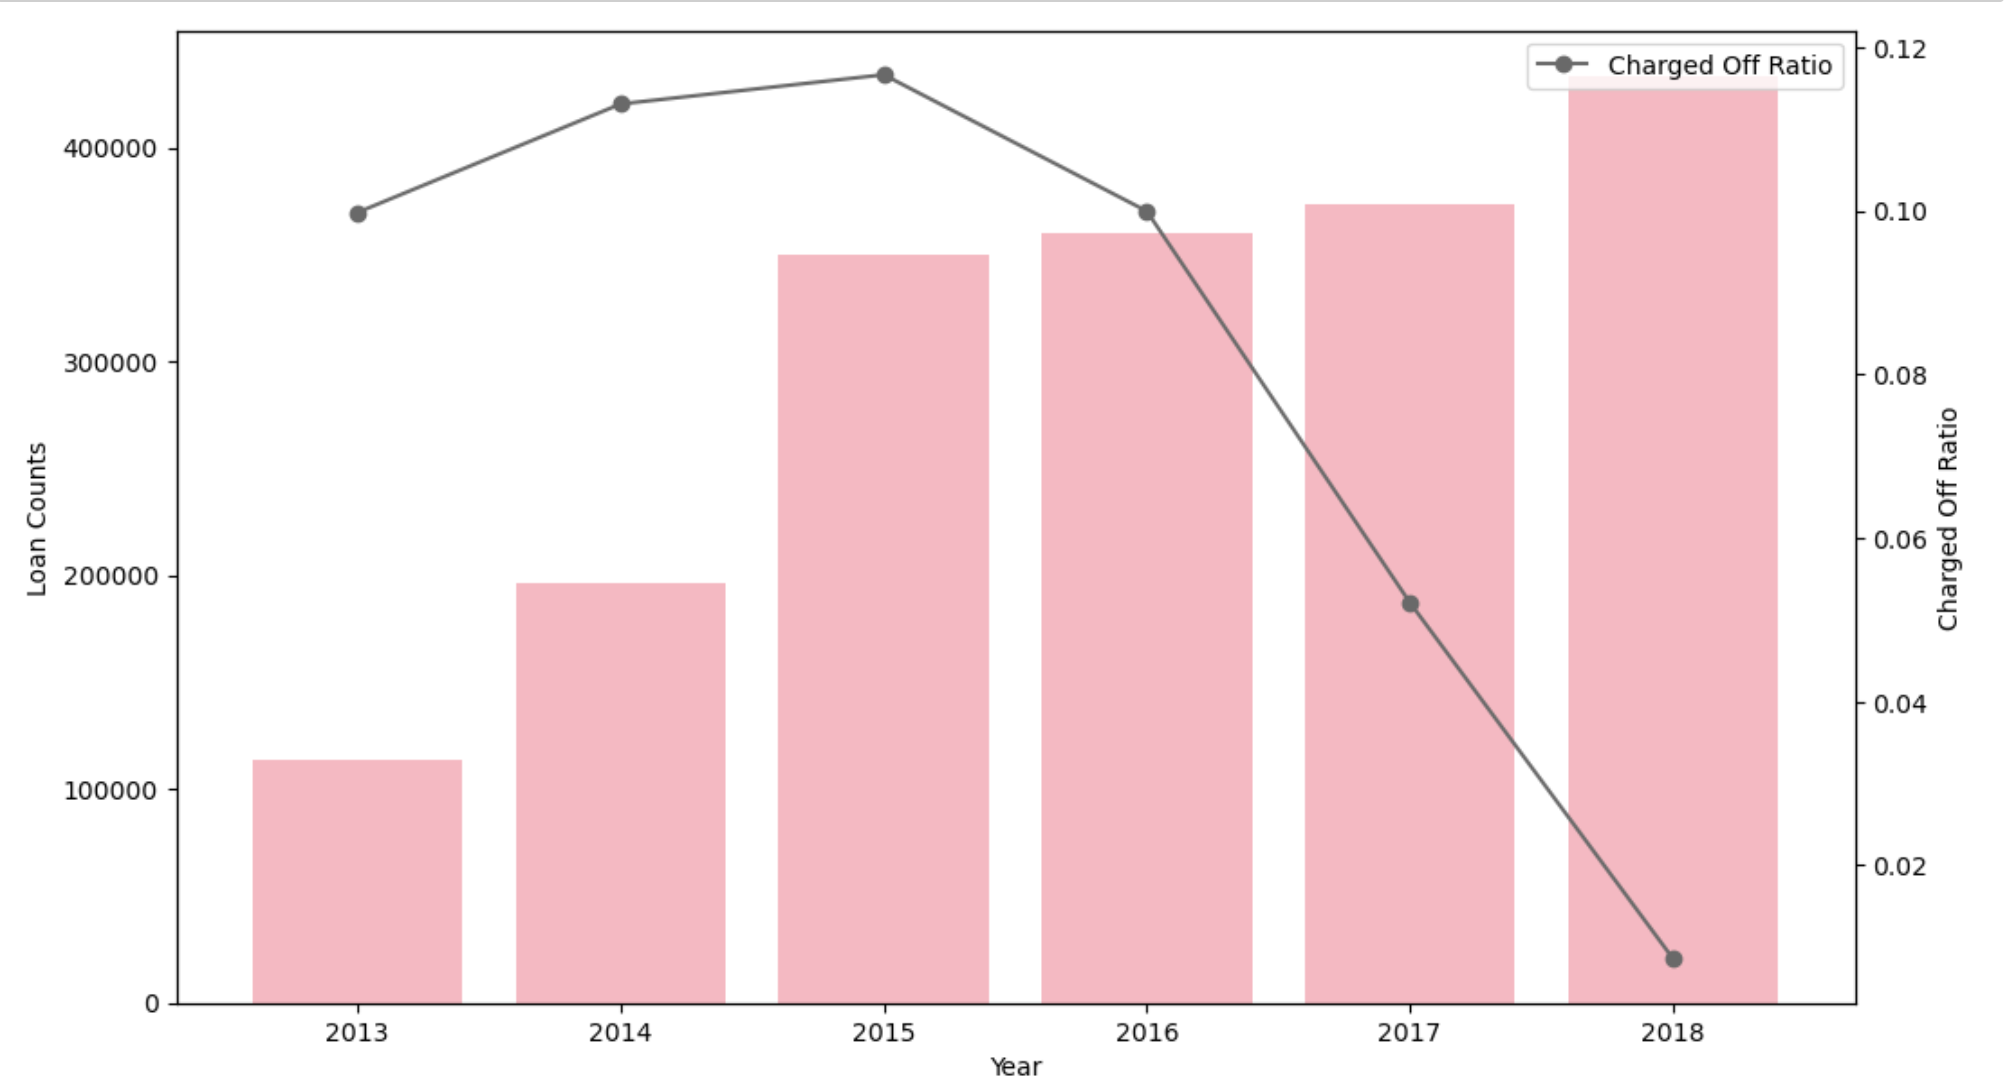 Charged Off Ratio
400000
300000
200000
100000
0
Loan Counts
0.12
0.10
0.08
0.06
0.04
0.02
Charged Off Ratio
2013 2014 2015 2016 2017 2018
Year